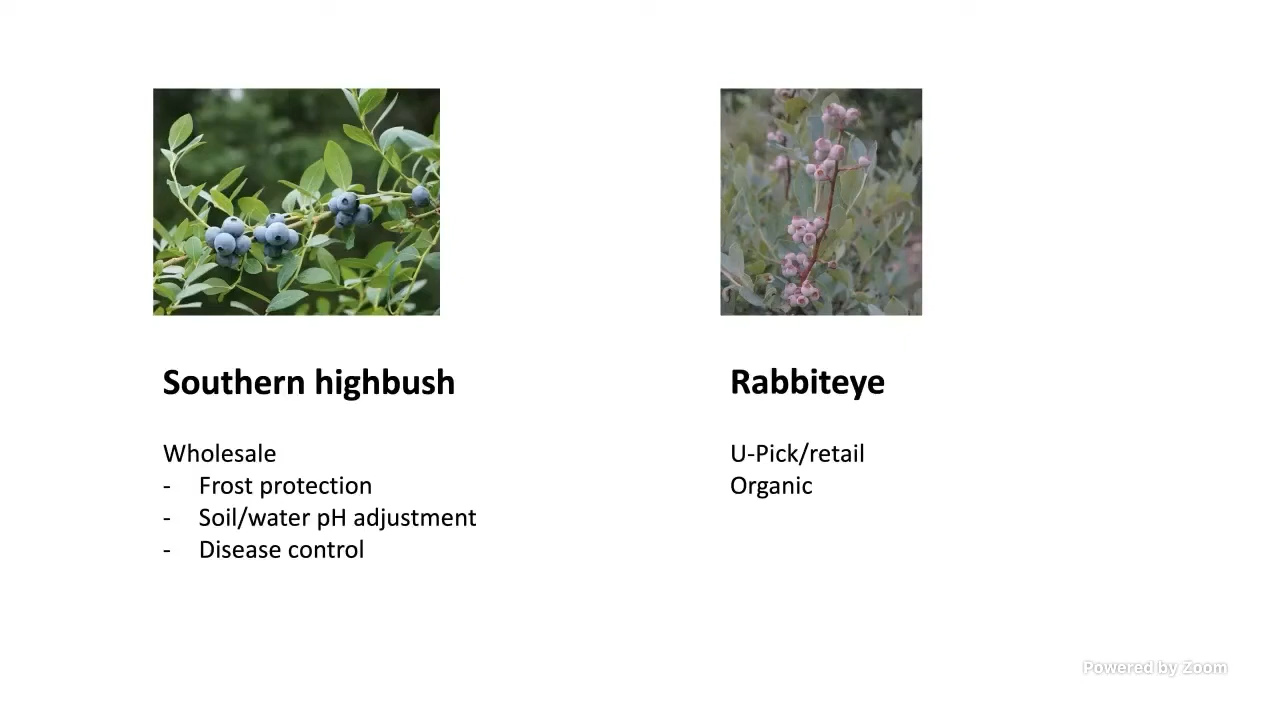 Southern highbush
Wholesale
- Frost protection
- Soil/water pH adjustment
- Disease control
Rabbiteye
U-Pick/retail
Organic
Powered by Zoom